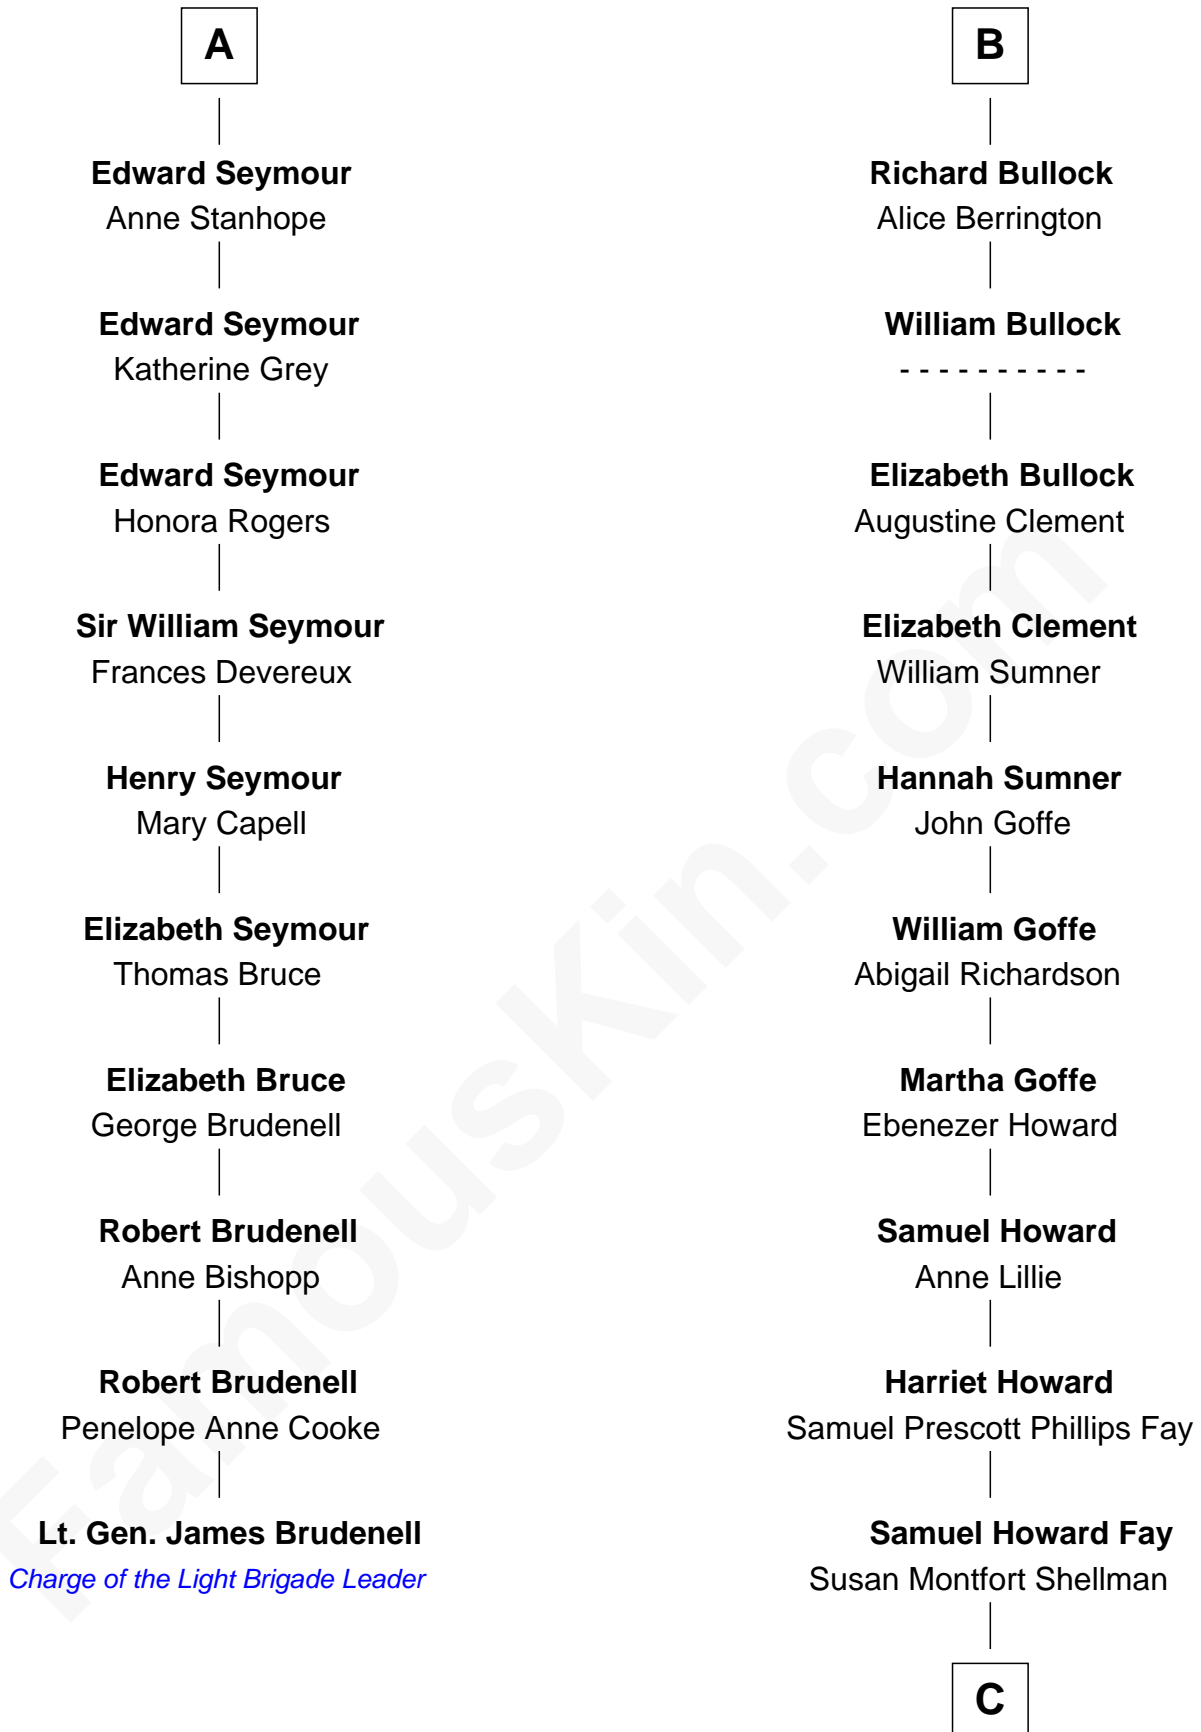 A
Edward Seymour
Anne Stanhope
Edward Seymour
Katherine Grey
Edward Seymour
Honora Rogers
Sir William Seymour
Frances Devereux
Henry Seymour
Mary Capell
Elizabeth Seymour
Thomas Bruce
Elizabeth Bruce
George Brudenell
Robert Brudenell
Anne Bishopp
Robert Brudenell
Penelope Anne Cooke
Lt. Gen. James Brudenell
Charge of the Light Brigade Leader
B
Richard Bullock
Alice Berrington
William Bullock
- - - - - - - - - -
Elizabeth Bullock
Augustine Clement
Elizabeth Clement
William Sumner
Hannah Sumner
John Goffe
William Goffe
Abigail Richardson
Martha Goffe
Ebenezer Howard
Samuel Howard
Anne Lillie
Harriet Howard
Samuel Prescott Phillips Fay
Samuel Howard Fay
Susan Montfort Shellman
C
FamousKin.com